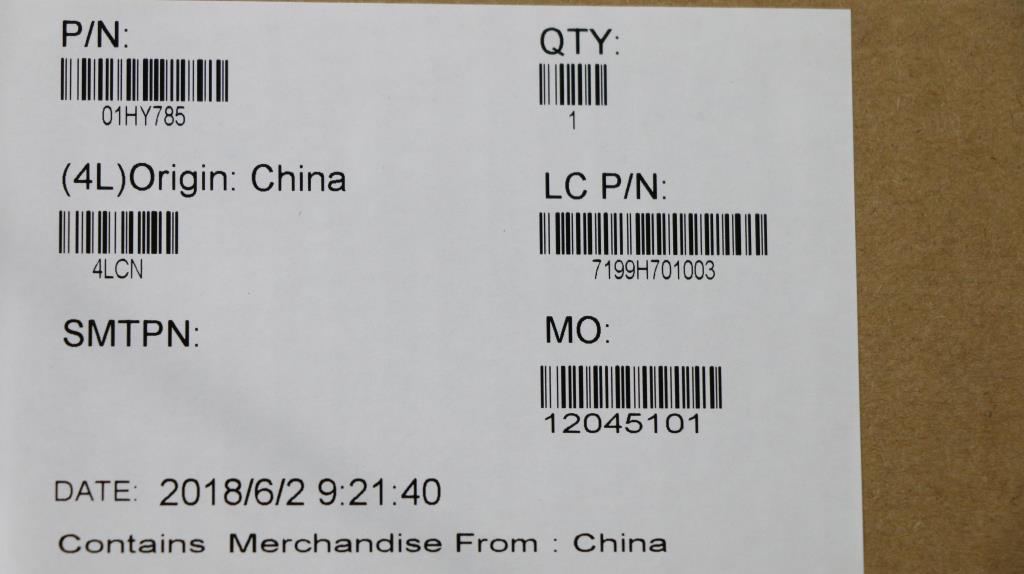 P/N:
01HY785
QTY:
1
(4L)Origin: China
4LCN
LC P/N:
7199H701003
SMTPN:
MO:
12045101
DATE: 2018/6/2 9:21:40
Contains Merchandise From : China